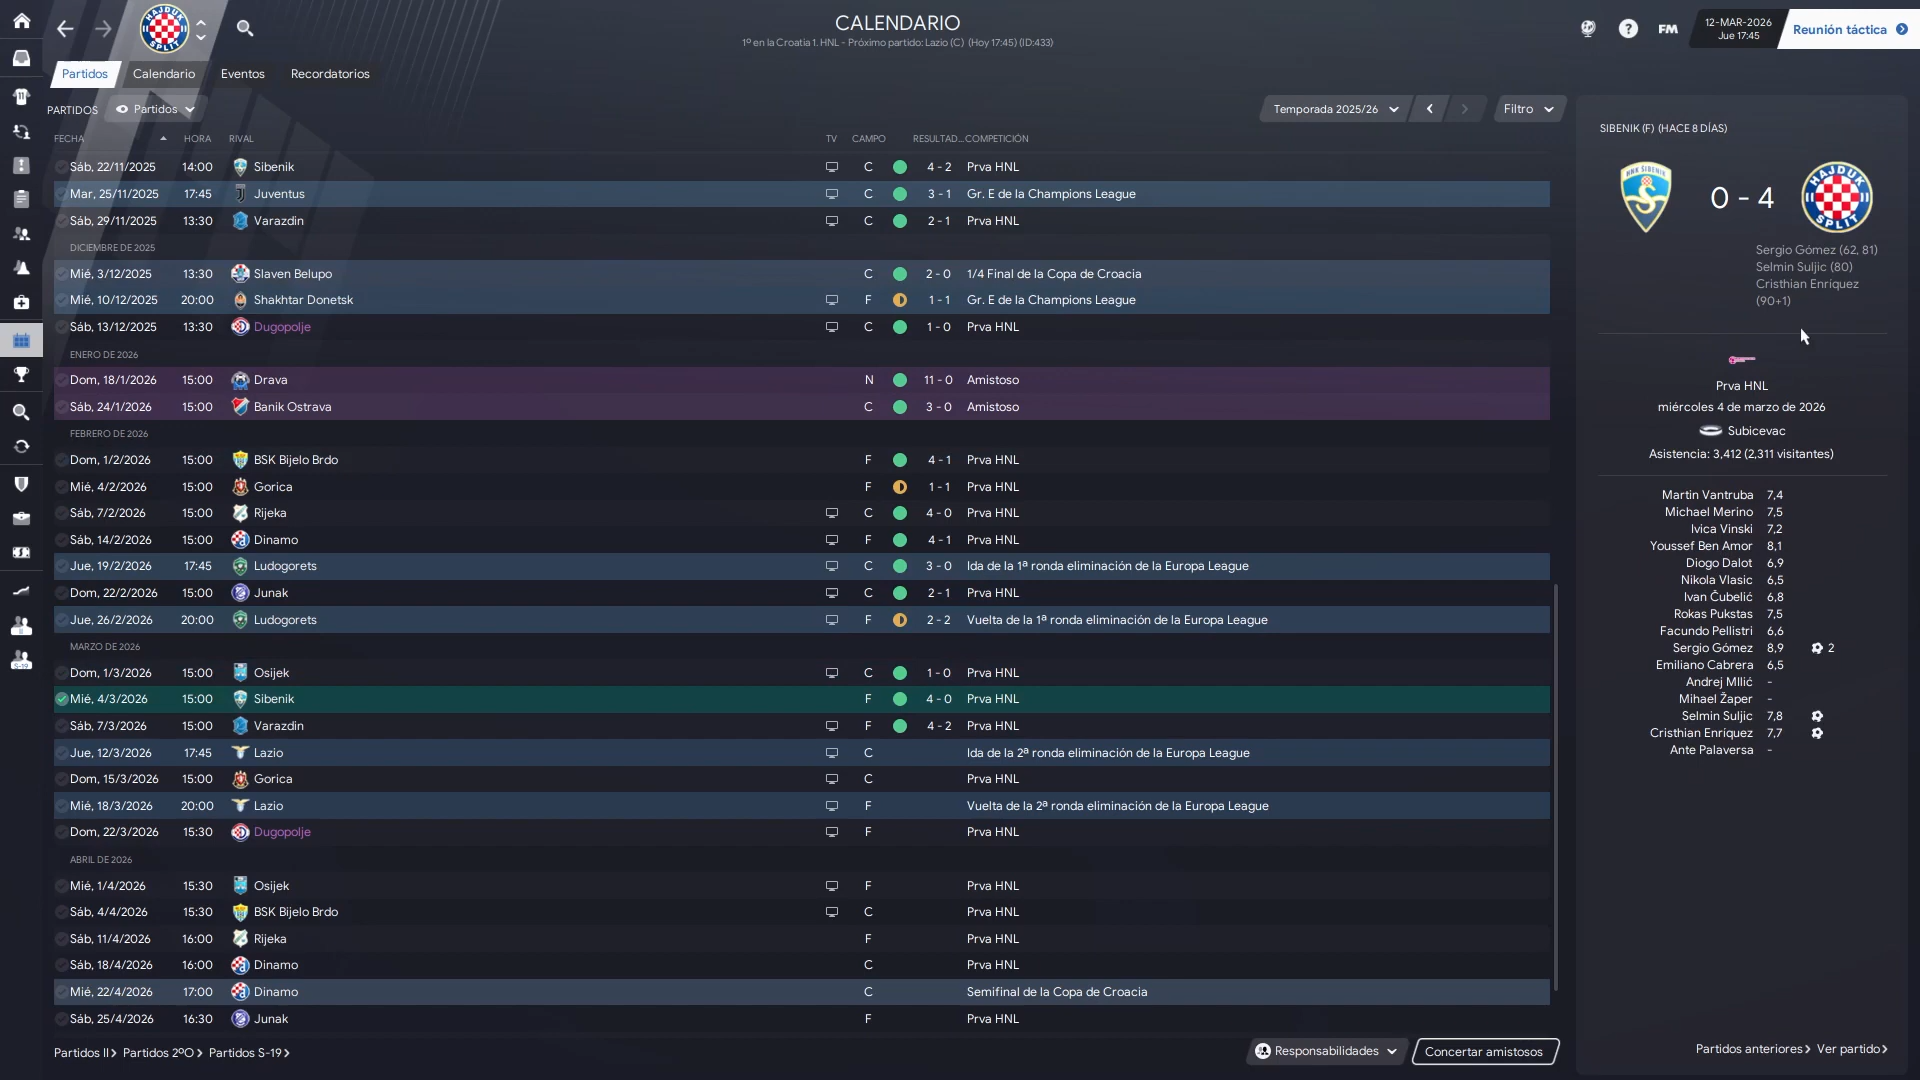 CALENDARIO
1º en la Croatia 1. HNL - Próximo partido: Lazio (C) (Hoy 17:45) (ID:433)
FM
12-MAR-2026
Jue 17:45
Reunión táctica
Partidos Calendario Eventos Recordatorios
PARTIDOS Partidos Temporada 2025/26 Filtro
FECHA HORA RIVAL TV CAMPO RESULTAD... COMPETICIÓN
Sáb, 22/11/2025 14:00 Sibenik C 4 - 2 Prva HNL
Mar, 25/11/2025 17:45 Juventus C 3 - 1 Gr. E de la Champions League
Sáb, 29/11/2025 13:30 Varazdin C 2 - 1 Prva HNL
DICIEMBRE DE 2025
Mié, 3/12/2025 13:30 Slaven Belupo C 2 - 0 1/4 Final de la Copa de Croacia
Mié, 10/12/2025 20:00 Shakhtar Donetsk F 1 - 1 Gr. E de la Champions League
Sáb, 13/12/2025 13:30 Dugopolje C 1 - 0 Prva HNL
ENERO DE 2026
Dom, 18/1/2026 15:00 Drava N 11 - 0 Amistoso
Sáb, 24/1/2026 15:00 Banik Ostrava C 3 - 0 Amistoso
FEBRERO DE 2026
Dom, 1/2/2026 15:00 BSK Bijelo Brdo F 4 - 1 Prva HNL
Mié, 4/2/2026 15:00 Gorica F 1 - 1 Prva HNL
Sáb, 7/2/2026 15:00 Rijeka C 4 - 0 Prva HNL
Sáb, 14/2/2026 15:00 Dinamo F 4 - 1 Prva HNL
Jue, 19/2/2026 17:45 Ludogorets C 3 - 0 Ida de la 1ª ronda eliminación de la Europa League
Dom, 22/2/2026 15:00 Junak C 2 - 1 Prva HNL
Jue, 26/2/2026 20:00 Ludogorets F 2 - 2 Vuelta de la 1ª ronda eliminación de la Europa League
MARZO DE 2026
Dom, 1/3/2026 15:00 Osijek C 1 - 0 Prva HNL
Mié, 4/3/2026 15:00 Sibenik F 4 - 0 Prva HNL
Sáb, 7/3/2026 15:00 Varazdin F 4 - 2 Prva HNL
Jue, 12/3/2026 17:45 Lazio C Ida de la 2ª ronda eliminación de la Europa League
Dom, 15/3/2026 15:00 Gorica C Prva HNL
Mié, 18/3/2026 20:00 Lazio F Vuelta de la 2ª ronda eliminación de la Europa League
Dom, 22/3/2026 15:30 Dugopolje F Prva HNL
ABRIL DE 2026
Mié, 1/4/2026 15:30 Osijek F Prva HNL
Sáb, 4/4/2026 15:30 BSK Bijelo Brdo C Prva HNL
Sáb, 11/4/2026 16:00 Rijeka F Prva HNL
Sáb, 18/4/2026 16:00 Dinamo C Prva HNL
Mié, 22/4/2026 17:00 Dinamo C Semifinal de la Copa de Croacia
Sáb, 25/4/2026 16:30 Junak F Prva HNL
Partidos II Partidos 2ºO Partidos S-19
Responsabilidades Concertar amistosos
SIBENIK (F) (HACE 8 DÍAS)
HNK ŠIBENIK
0 - 4
HAJDUK SPLIT
Sergio Gómez (62, 81)
Selmin Suljic (80)
Cristhian Enríquez
(90+1)
Prva HNL
miércoles 4 de marzo de 2026
Subicevac
Asistencia: 3,412 (2,311 visitantes)
Martin Vantruba 7,4
Michael Merino 7,5
Ivica Vinski 7,2
Youssef Ben Amor 8,1
Diogo Dalot 6,9
Nikola Vlasic 6,5
Ivan Čubelić 6,8
Rokas Pukstas 7,5
Facundo Pellistri 6,6
Sergio Gómez 8,9 2
Emiliano Cabrera 6,5
Andrej MIlić -
Mihael Žaper -
Selmin Suljic 7,8
Cristhian Enríquez 7,7
Ante Palaversa -
Partidos anteriores Ver partido